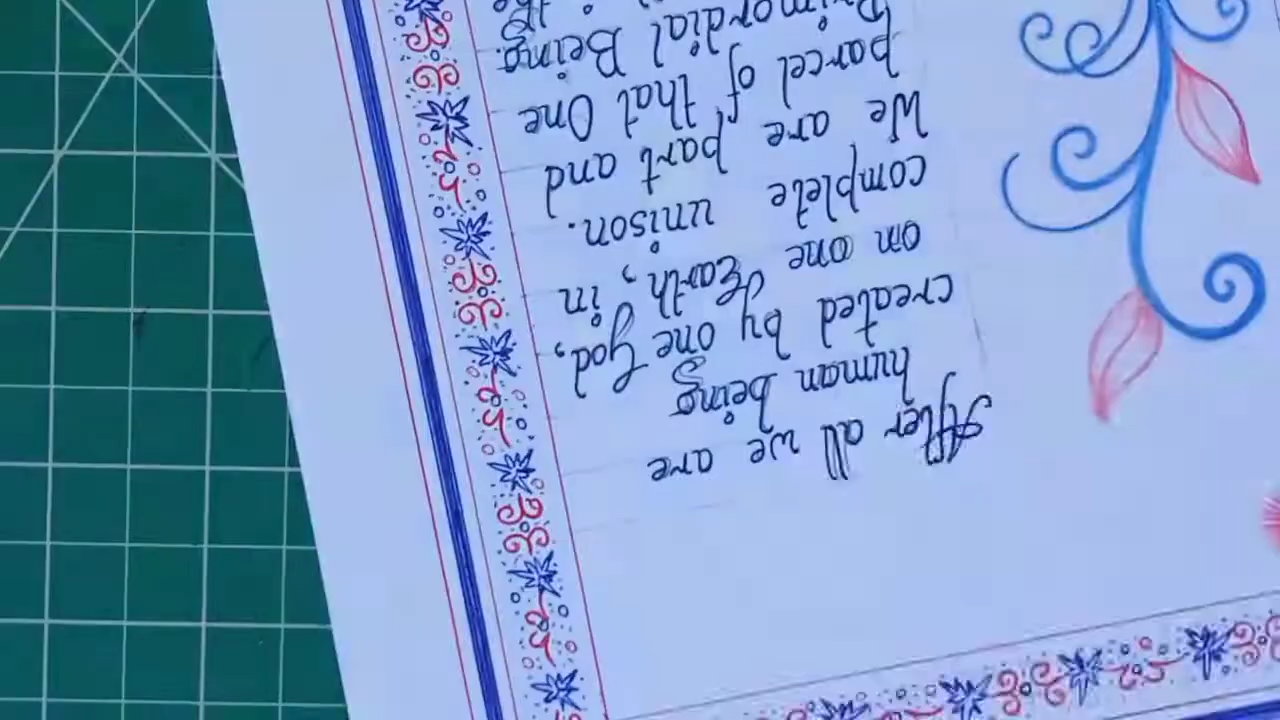 After all we are
human being
created by one God,
on one Earth, in
complete unison.
We are part and
parcel of that One
Primordial Being.
the